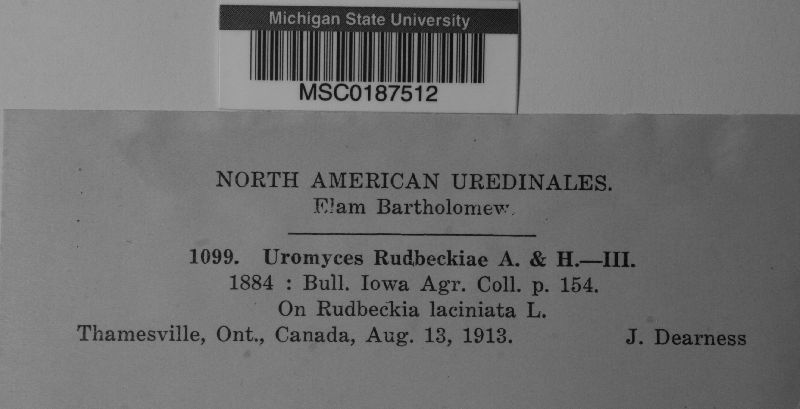 Michigan State University
MSC0187512
NORTH AMERICAN UREDINALES.
Elam Bartholomew.
1099. Uromyces Rudbeckiae A. & H.—III.
1884 : Bull. Iowa Agr. Coll. p. 154.
On Rudbeckia laciniata L.
Thamesville, Ont., Canada, Aug. 13, 1913. J. Dearness